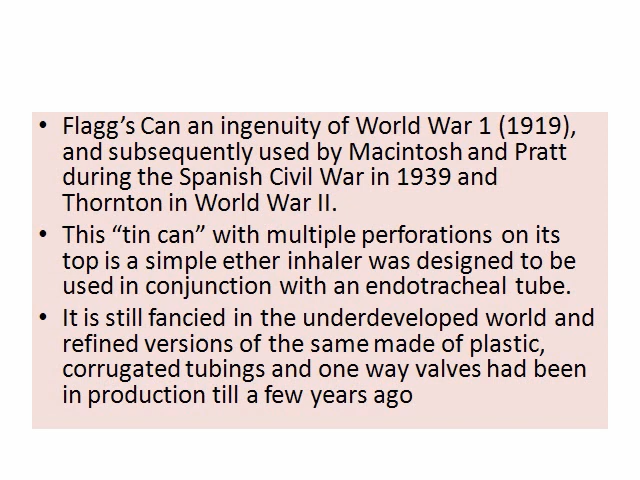 • Flagg’s Can an ingenuity of World War 1 (1919),
and subsequently used by Macintosh and Pratt
during the Spanish Civil War in 1939 and
Thornton in World War II.
• This “tin can” with multiple perforations on its
top is a simple ether inhaler was designed to be
used in conjunction with an endotracheal tube.
• It is still fancied in the underdeveloped world and
refined versions of the same made of plastic,
corrugated tubings and one way valves had been
in production till a few years ago